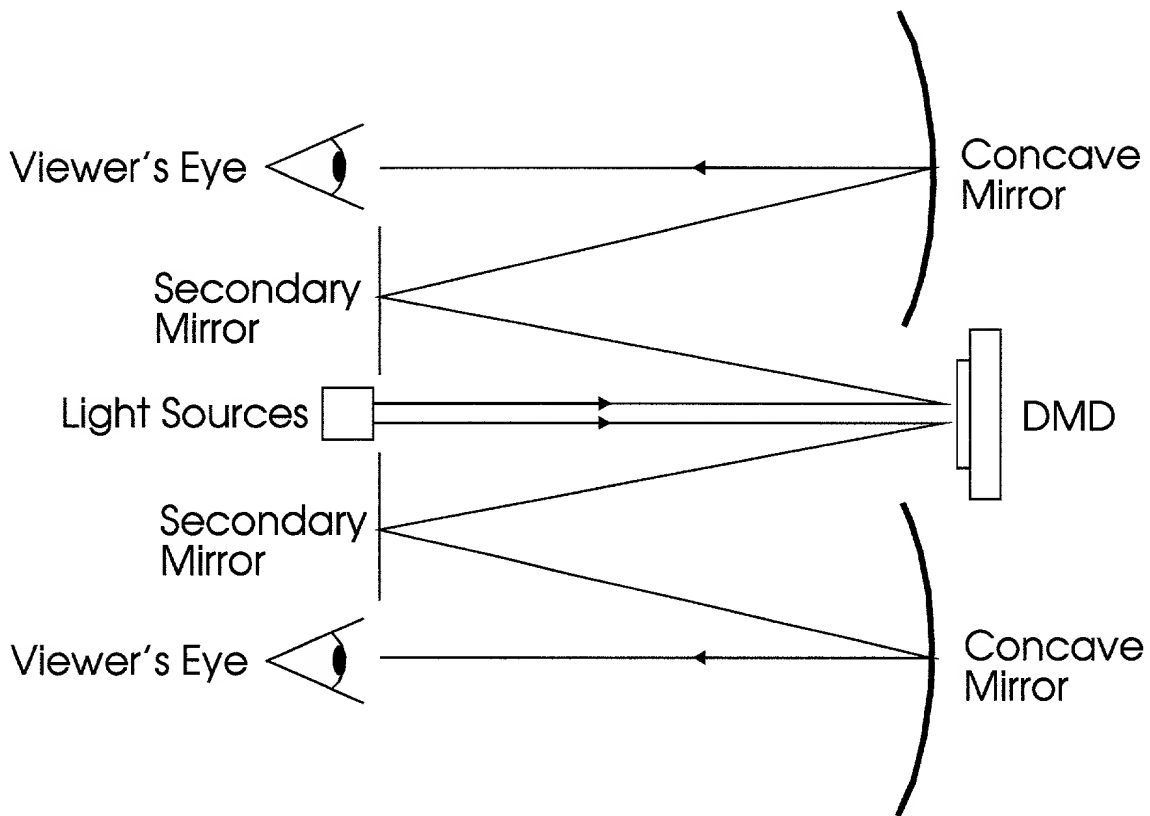 Viewer's Eye
Concave
Mirror
Secondary
Mirror
Light Sources
DMD
Secondary
Mirror
Viewer's Eye
Concave
Mirror